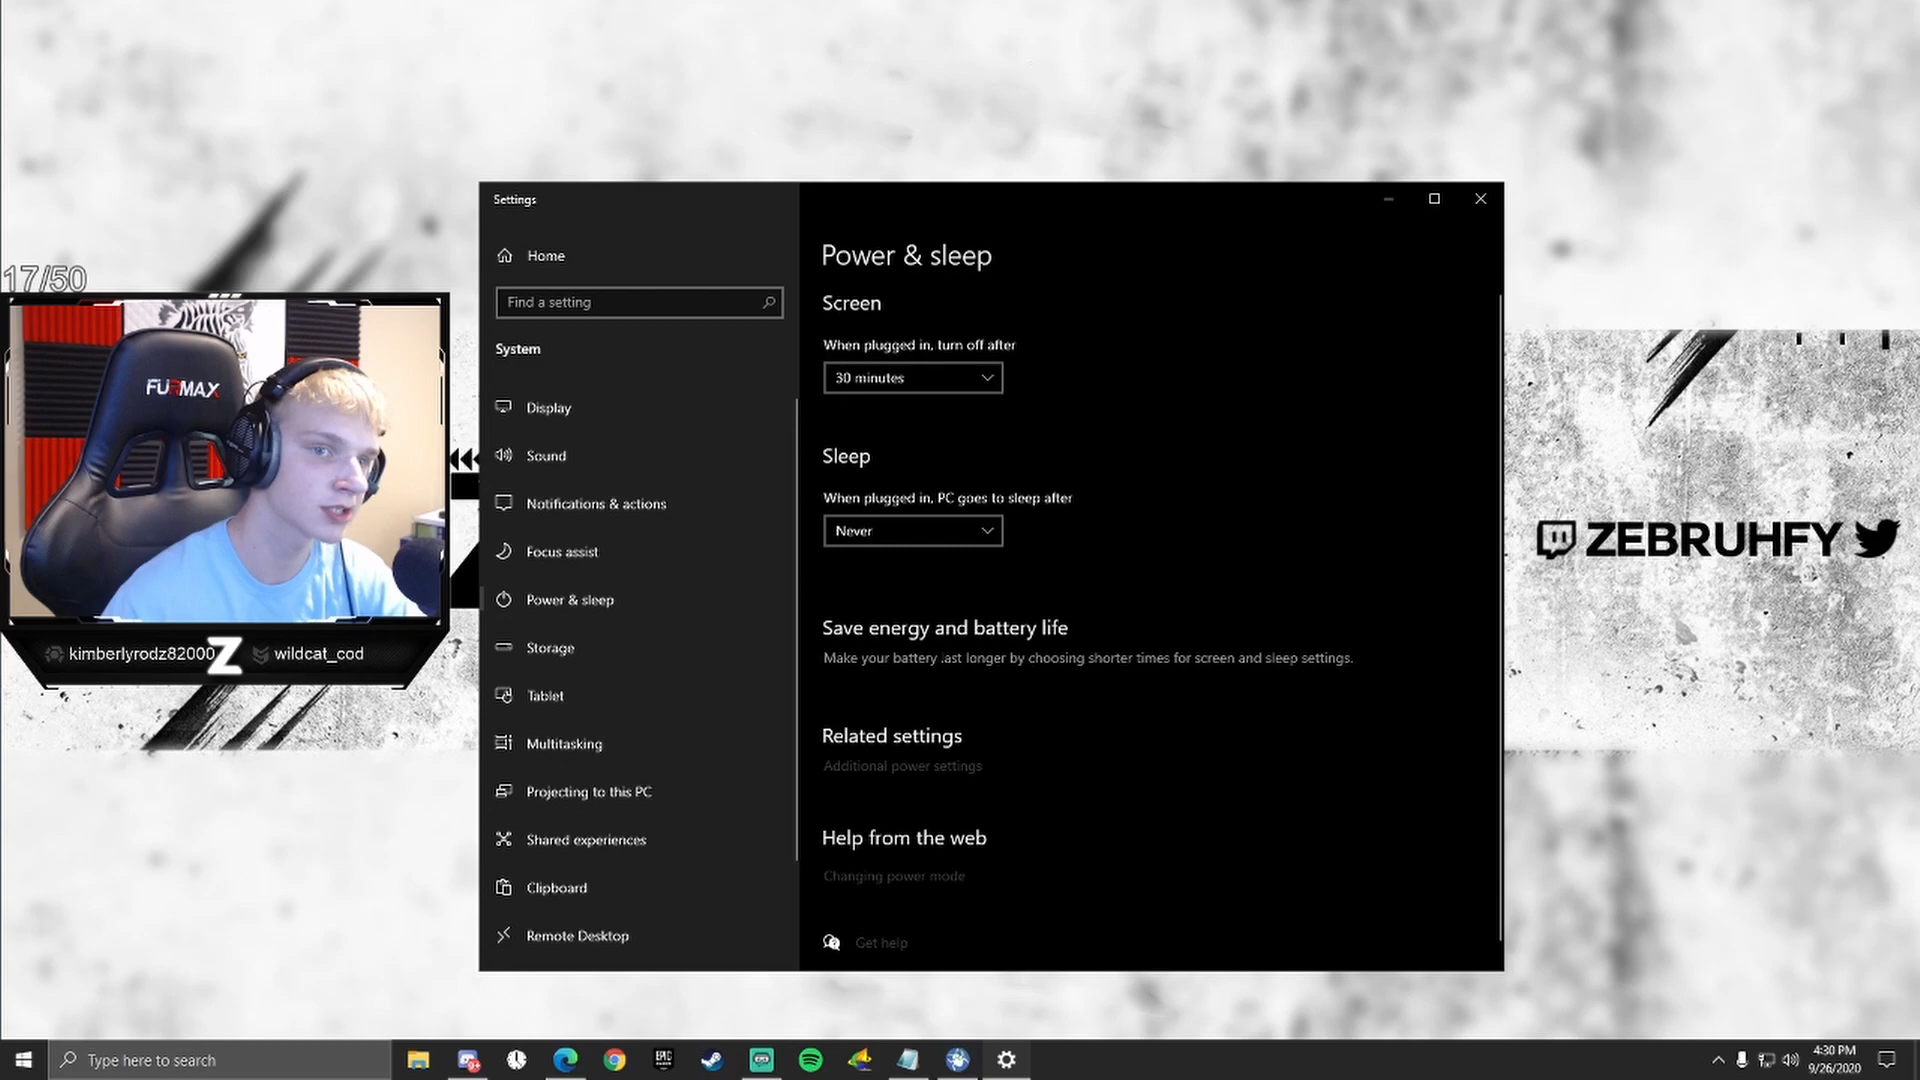 17/50
FURMAX
kimberlyrodz82000
Z
wildcat_cod
Settings
Home
Find a setting
System
Display
Sound
Notifications & actions
Focus assist
Power & sleep
Storage
Tablet
Multitasking
Projecting to this PC
Shared experiences
Clipboard
Remote Desktop
Power & sleep
Screen
When plugged in, turn off after
30 minutes
Sleep
When plugged in, PC goes to sleep after
Never
Save energy and battery life
Make your battery last longer by choosing shorter times for screen and sleep settings.
Related settings
Additional power settings
Help from the web
Changing power mode
Get help
ZEBRUHFY
Type here to search
EPIC
4:30 PM
9/26/2020